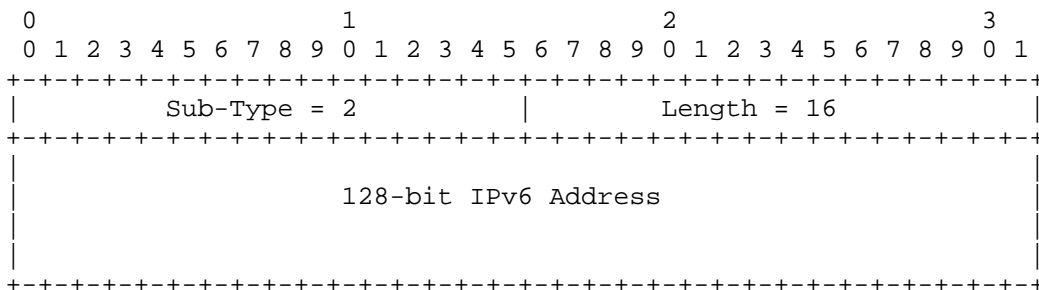 0                   1                   2                   3
0 1 2 3 4 5 6 7 8 9 0 1 2 3 4 5 6 7 8 9 0 1 2 3 4 5 6 7 8 9 0 1
+-+-+-+-+-+-+-+-+-+-+-+-+-+-+-+-+-+-+-+-+-+-+-+-+-+-+-+-+-+-+-+-+
|         Sub-Type = 2          |        Length = 16            |
+-+-+-+-+-+-+-+-+-+-+-+-+-+-+-+-+-+-+-+-+-+-+-+-+-+-+-+-+-+-+-+-+
|                                                               |
|                    128-bit IPv6 Address                       |
|                                                               |
|                                                               |
+-+-+-+-+-+-+-+-+-+-+-+-+-+-+-+-+-+-+-+-+-+-+-+-+-+-+-+-+-+-+-+-+